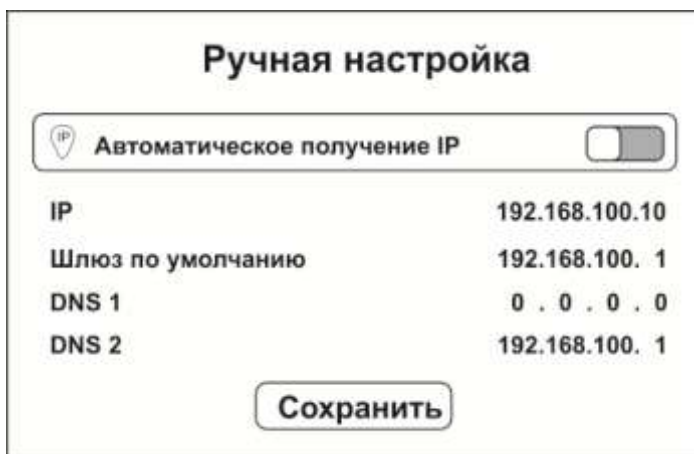 Ручная настройка
IP Автоматическое получение IP
IP 192.168.100.10
Шлюз по умолчанию 192.168.100. 1
DNS 1 0 . 0 . 0 . 0
DNS 2 192.168.100. 1
Сохранить